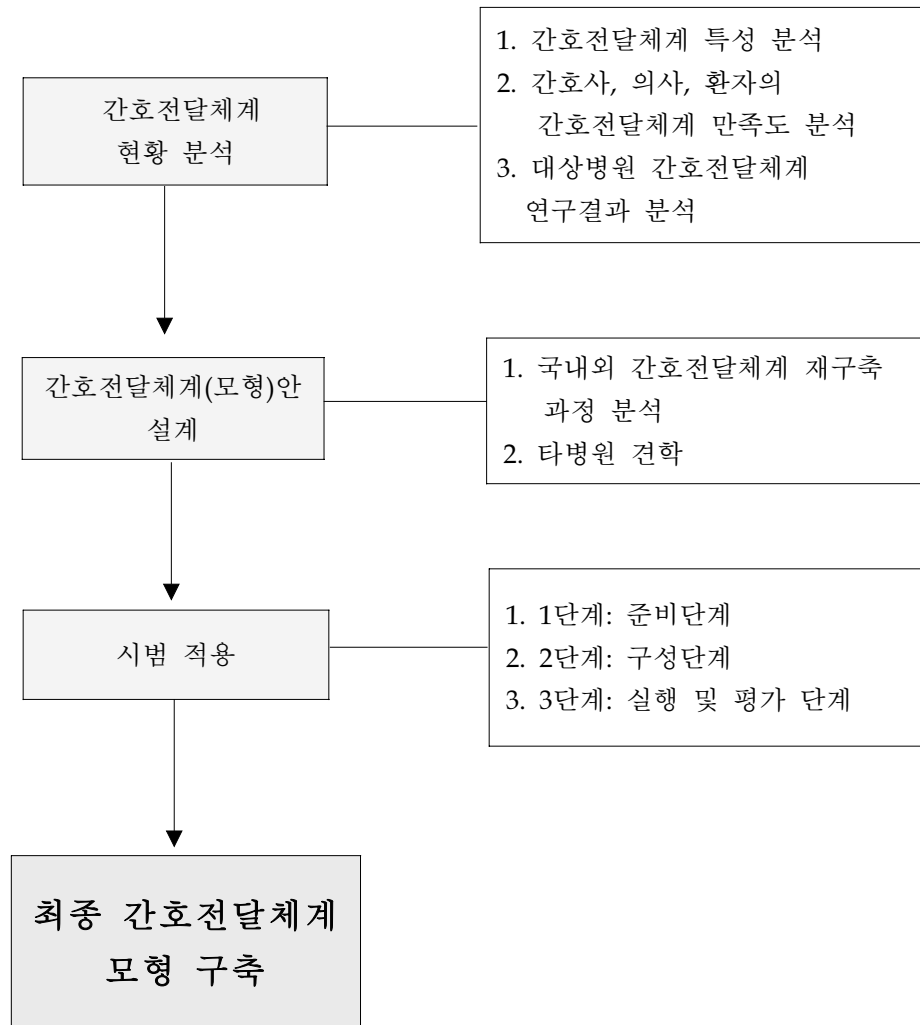 간호전달체계
현황 분석
1. 간호전달체계 특성 분석
2. 간호사, 의사, 환자의
간호전달체계 만족도 분석
3. 대상병원 간호전달체계
연구결과 분석
간호전달체계(모형)안
설계
1. 국내외 간호전달체계 재구축
과정 분석
2. 타병원 견학
시범 적용
1. 1단계: 준비단계
2. 2단계: 구성단계
3. 3단계: 실행 및 평가 단계
최종 간호전달체계
모형 구축